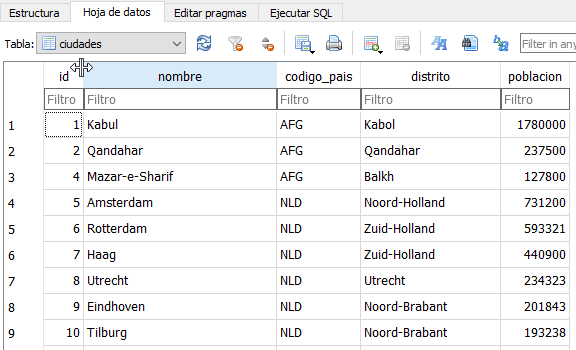 Estructura Hoja de datos Editar pragmas Ejecutar SQL
Tabla: ciudades Filter in any
id nombre codigo_pais distrito poblacion
Filtro Filtro Filtro Filtro Filtro
1 1 Kabul AFG Kabol 1780000
2 2 Qandahar AFG Qandahar 237500
3 4 Mazar-e-Sharif AFG Balkh 127800
4 5 Amsterdam NLD Noord-Holland 731200
5 6 Rotterdam NLD Zuid-Holland 593321
6 7 Haag NLD Zuid-Holland 440900
7 8 Utrecht NLD Utrecht 234323
8 9 Eindhoven NLD Noord-Brabant 201843
9 10 Tilburg NLD Noord-Brabant 193238